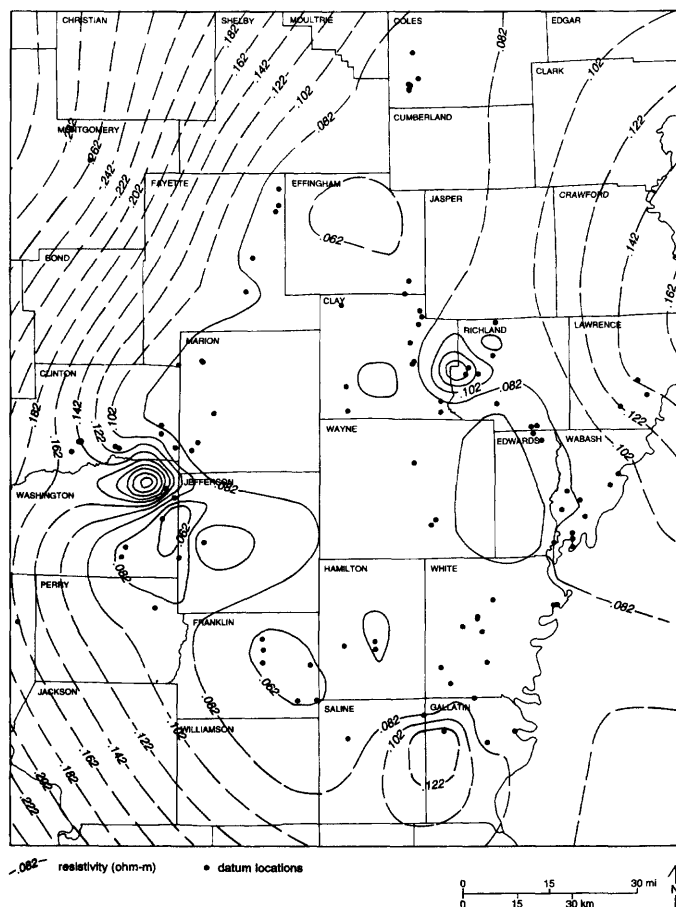 CHRISTIAN
SHELBY
MOULTRIE
COLES
EDGAR
.182
.162
.142
.122
.102
.082
.082
.102
CLARK
.122
MONTGOMERY
CUMBERLAND
.262
.242
.222
.202
FAYETTE
EFFINGHAM
JASPER
CRAWFORD
.062
.142
.162
BOND
CLAY
RICHLAND
LAWRENCE
MARION
CLINTON
.182
.162
.142
.122
.102
.102
.082
.122
.102
WAYNE
EDWARDS
WABASH
WASHINGTON
JEFFERSON
.082
.062
.082
PERRY
HAMILTON
WHITE
.082
FRANKLIN
.062
JACKSON
WILLIAMSON
SALINE
GALLATIN
.082
.102
.122
.102
.122
.142
.162
.182
.222
.082 resistivity (ohm-m)
datum locations
0 15 30 mi
0 15 30 km
N